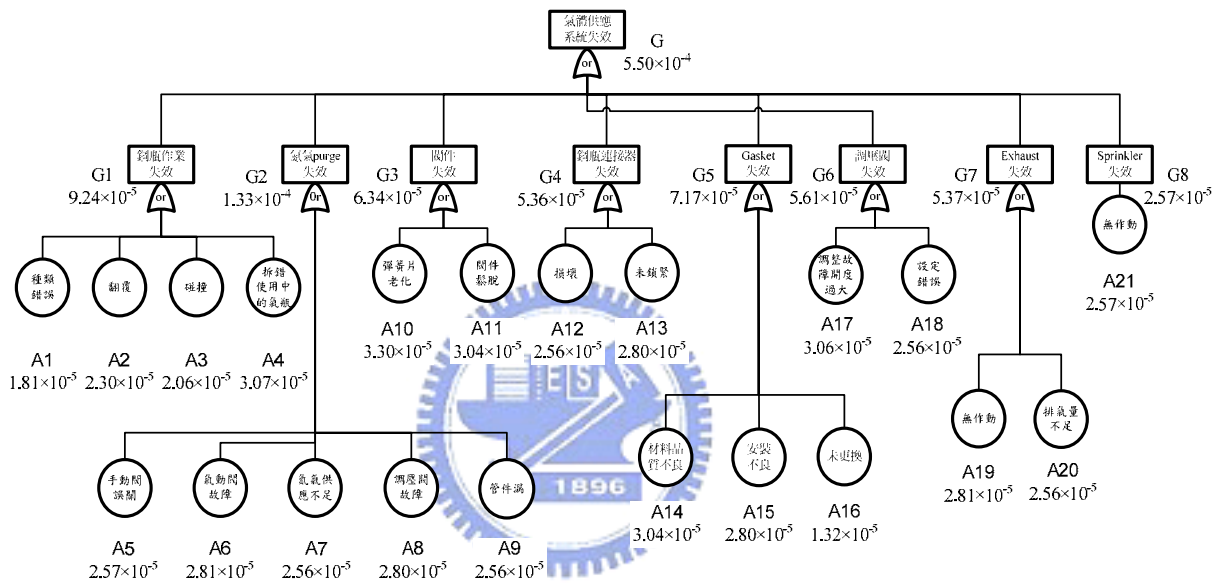 氣體供應
系統失效
G
or
5.50×10⁻⁴
鋼瓶作業
失效
G1
9.24×10⁻⁵
or
氮氣purge
失效
G2
1.33×10⁻⁴
or
閥件
失效
G3
6.34×10⁻⁵
or
鋼瓶連接器
失效
G4
5.36×10⁻⁵
or
Gasket
失效
G5
7.17×10⁻⁵
or
調壓閥
失效
G6
5.61×10⁻⁵
or
Exhaust
失效
G7
5.37×10⁻⁵
or
Sprinkler
失效
G8
2.57×10⁻⁵
種類
錯誤
A1
1.81×10⁻⁵
翻覆
A2
2.30×10⁻⁵
碰撞
A3
2.06×10⁻⁵
拆錯
使用中
的氣瓶
A4
3.07×10⁻⁵
彈簧片
老化
A10
3.30×10⁻⁵
閥件
鬆脫
A11
3.04×10⁻⁵
損壞
A12
2.56×10⁻⁵
未鎖緊
A13
2.80×10⁻⁵
調整故
障開度
過大
A17
3.06×10⁻⁵
設定
錯誤
A18
2.56×10⁻⁵
無作動
A21
2.57×10⁻⁵
手動閥
誤關
A5
2.57×10⁻⁵
氣動閥
故障
A6
2.81×10⁻⁵
氮氣供
應不足
A7
2.56×10⁻⁵
調壓閥
故障
A8
2.80×10⁻⁵
管件漏
A9
2.56×10⁻⁵
材料品
質不良
A14
3.04×10⁻⁵
安裝
不良
A15
2.80×10⁻⁵
未更換
A16
1.32×10⁻⁵
無作動
A19
2.81×10⁻⁵
排氣量
不足
A20
2.56×10⁻⁵
E S A
1896